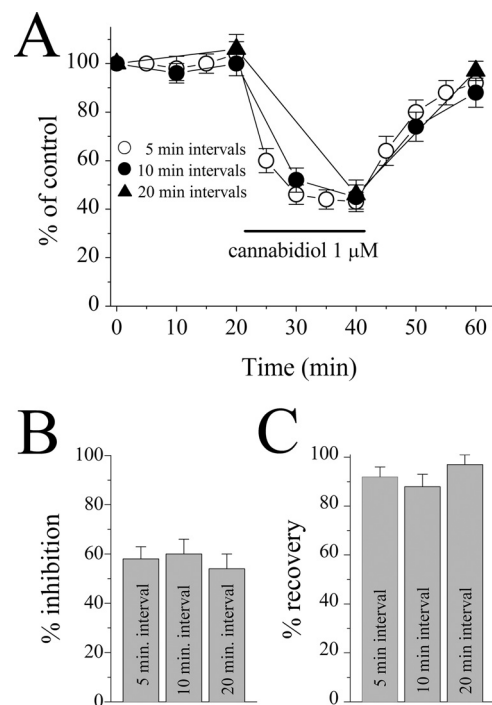 A
100
80
60
40
20
0
% of control
5 min intervals
10 min intervals
20 min intervals
cannabidiol 1 µM
0 10 20 30 40 50 60
Time (min)
B
100
80
60
40
20
0
% inhibition
5 min. interval
10 min. interval
20 min. interval
C
100
80
60
40
20
0
% recovery
5 min interval
10 min interval
20 min interval